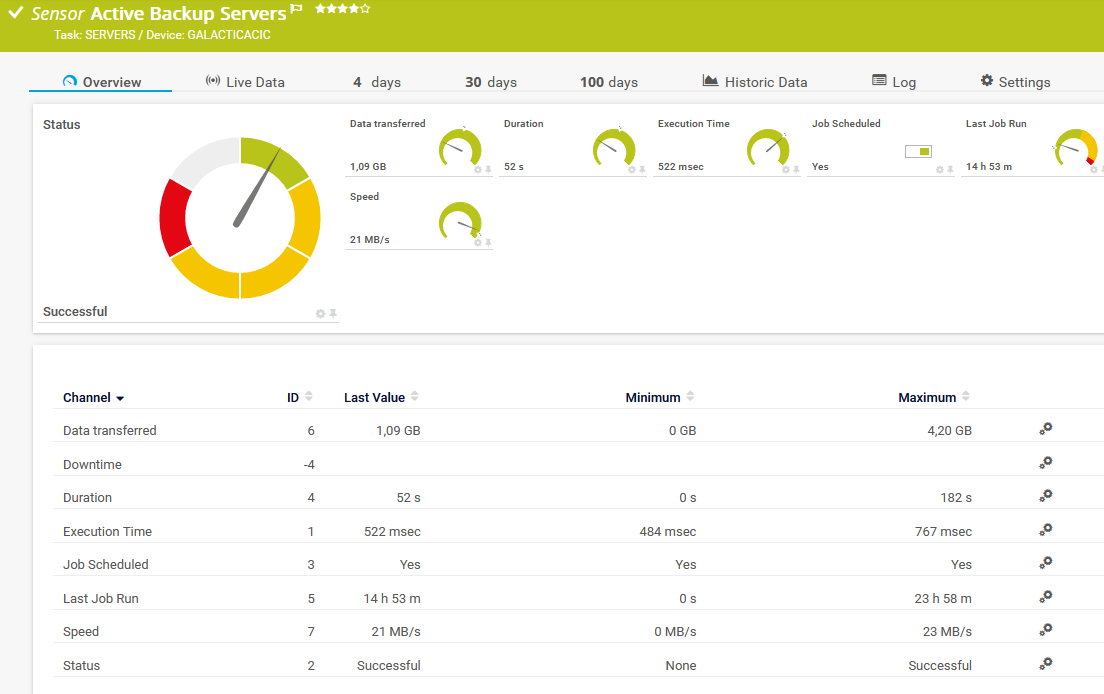 Sensor Active Backup Servers
Task: SERVERS / Device: GALACTICACIC
Overview Live Data 4 days 30 days 100 days Historic Data Log Settings
Status
Successful
Data transferred
1,09 GB
Duration
52 s
Execution Time
522 msec
Job Scheduled
Yes
Last Job Run
14 h 53 m
Speed
21 MB/s
Channel ID Last Value Minimum Maximum
Data transferred 6 1,09 GB 0 GB 4,20 GB
Downtime -4
Duration 4 52 s 0 s 182 s
Execution Time 1 522 msec 484 msec 767 msec
Job Scheduled 3 Yes Yes Yes
Last Job Run 5 14 h 53 m 0 s 23 h 58 m
Speed 7 21 MB/s 0 MB/s 23 MB/s
Status 2 Successful None Successful